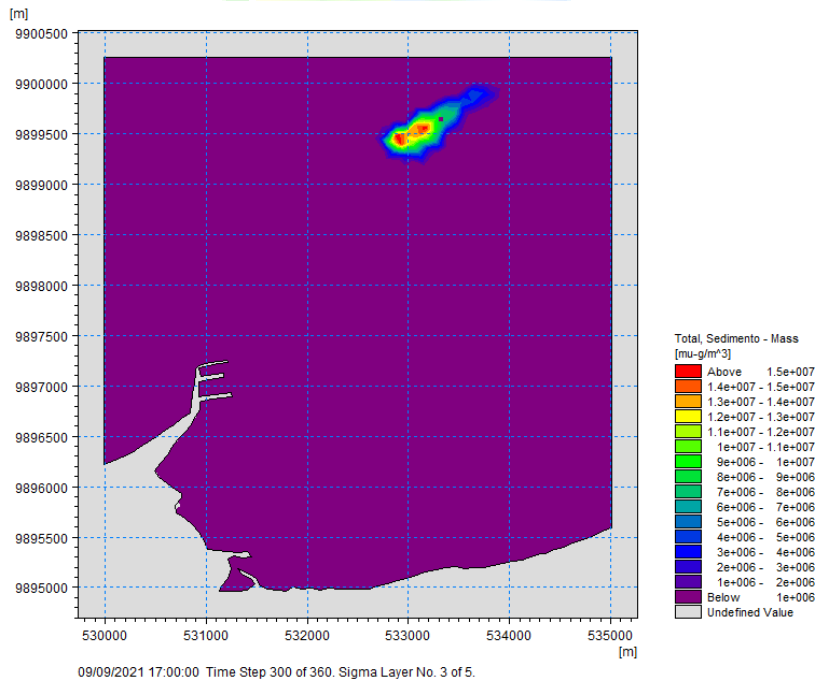 [m]
9900500
9900000
9899500
9899000
9898500
9898000
9897500
9897000
9896500
9896000
9895500
9895000
530000 531000 532000 533000 534000 535000
[m]
Total, Sedimento - Mass
[mu-g/m^3]
Above 1.5e+007
1.4e+007 - 1.5e+007
1.3e+007 - 1.4e+007
1.2e+007 - 1.3e+007
1.1e+007 - 1.2e+007
1e+007 - 1.1e+007
9e+006 - 1e+007
8e+006 - 9e+006
7e+006 - 8e+006
6e+006 - 7e+006
5e+006 - 6e+006
4e+006 - 5e+006
3e+006 - 4e+006
2e+006 - 3e+006
1e+006 - 2e+006
Below 1e+006
Undefined Value
09/09/2021 17:00:00 Time Step 300 of 360. Sigma Layer No. 3 of 5.